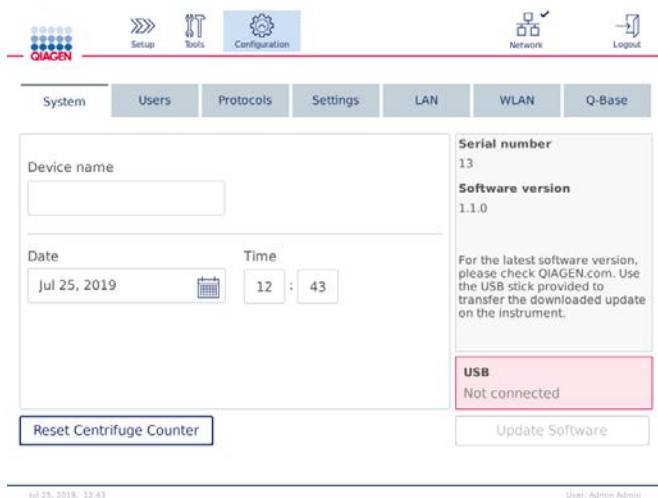 QIAGEN
Setup
Tools
Configuration
Network
Logout
System
Users
Protocols
Settings
LAN
WLAN
Q-Base
Device name
Date
Time
Jul 25, 2019
12 : 43
Serial number
13
Software version
1.1.0
For the latest software version,
please check QIAGEN.com. Use
the USB stick provided to
transfer the downloaded update
on the instrument.
USB
Not connected
Reset Centrifuge Counter
Update Software
Jul 25, 2019, 12:43
User: Admin Admin